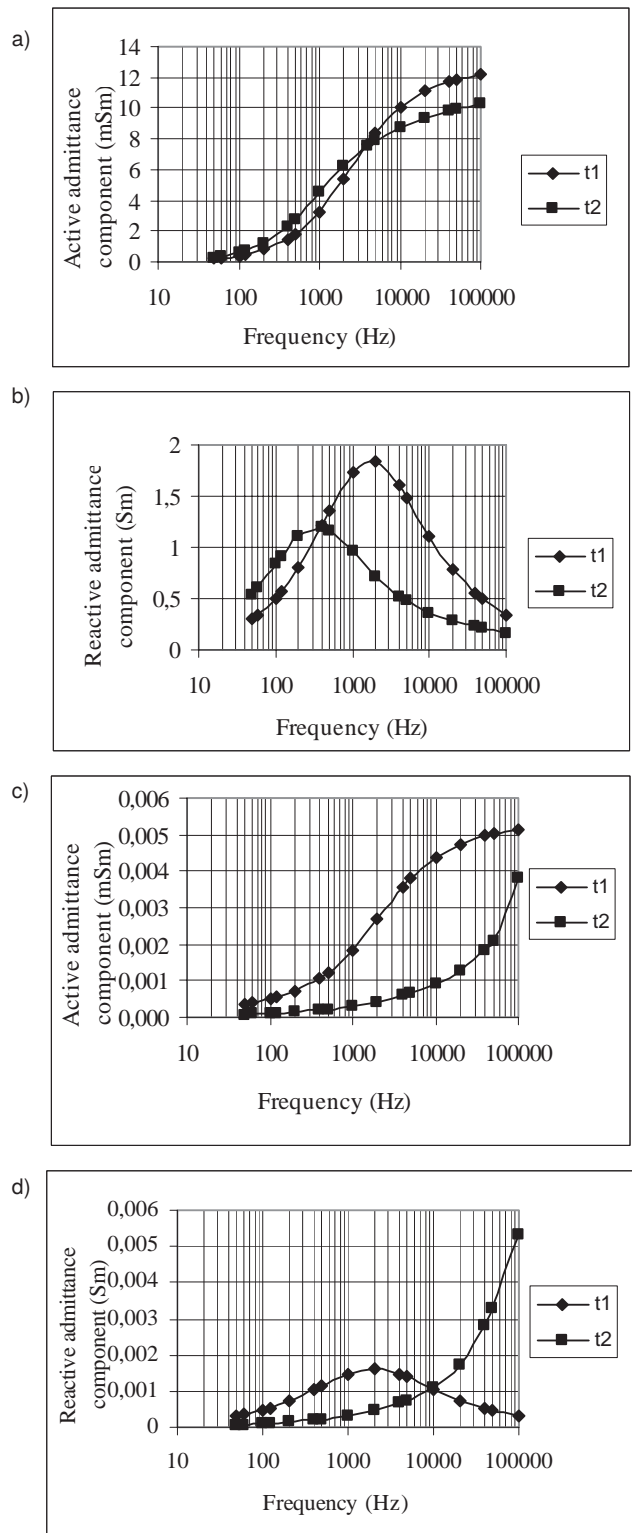 a)
Active admittance
component (mSm)
14
12
10
8
6
4
2
0
10 100 1000 10000 100000
Frequency (Hz)
t1
t2
b)
Reactive admittance
component (Sm)
2
1,5
1
0,5
0
10 100 1000 10000 100000
Frequency (Hz)
t1
t2
c)
Active admittance
component (mSm)
0,006
0,005
0,004
0,003
0,002
0,001
0,000
10 100 1000 10000 100000
Frequency (Hz)
t1
t2
d)
Reactive admittance
component (Sm)
0,006
0,005
0,004
0,003
0,002
0,001
0
10 100 1000 10000 100000
Frequency (Hz)
t1
t2